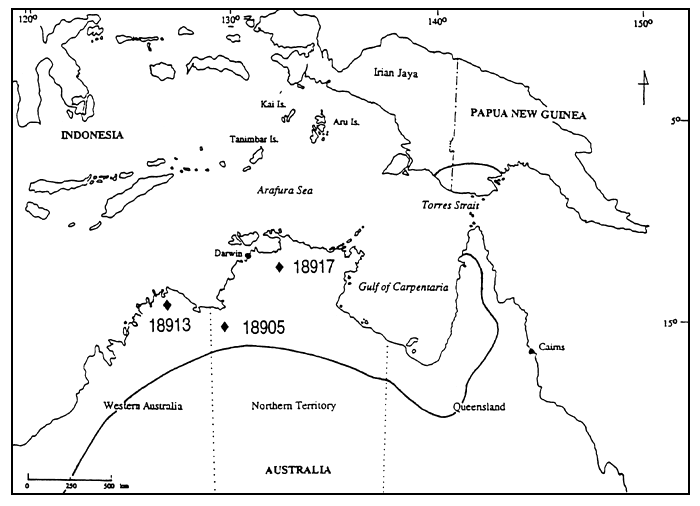 120° 130° 140° 150°
Irian Jaya
PAPUA NEW GUINEA
5°
Kai Is.
Aru Is.
INDONESIA
Tanimbar Is.
Arafura Sea
Torres Strait
Darwin
18917
Gulf of Carpentaria
18913
18905
15°
Cairns
Western Australia
Northern Territory
Queensland
AUSTRALIA
0 250 500 km